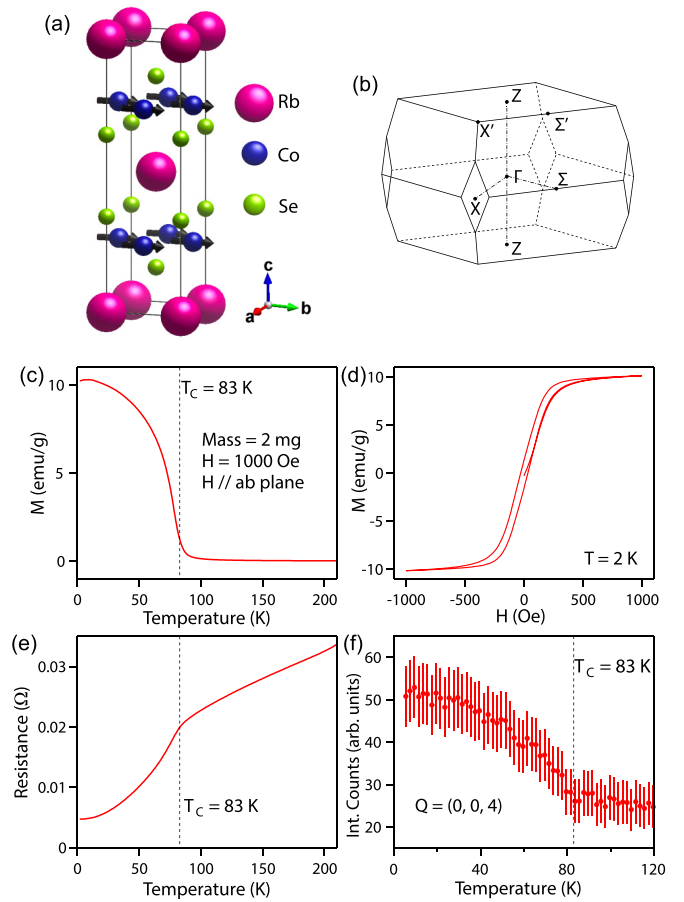 (a)
Rb
Co
Se
c
a
b
(b)
Z
X′
Σ′
Γ
Σ
X
Z
(c)
10
5
0
M (emu/g)
T_C = 83 K
Mass = 2 mg
H = 1000 Oe
H // ab plane
0 50 100 150 200
Temperature (K)
(d)
10
5
0
-5
-10
M (emu/g)
T = 2 K
-1000 -500 0 500 1000
H (Oe)
(e)
0.03
0.02
0.01
0
Resistance (Ω)
T_C = 83 K
0 50 100 150 200
Temperature (K)
(f)
60
50
40
30
20
Int. Counts (arb. units)
T_C = 83 K
Q = (0, 0, 4)
0 40 80 120
Temperature (K)